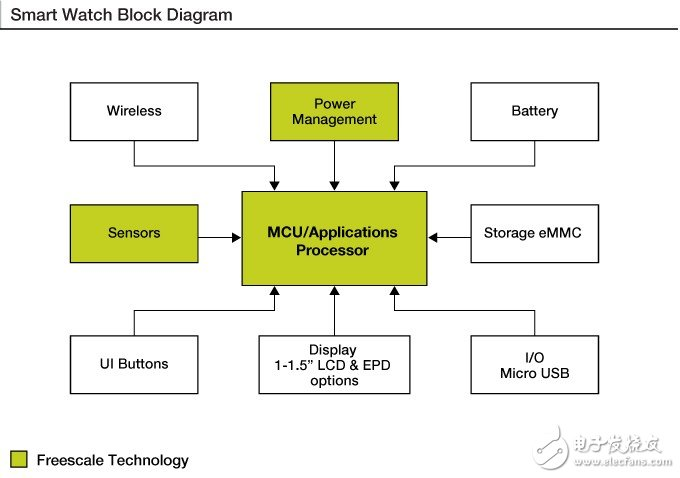 Smart Watch Block Diagram
Wireless
Power
Management
Battery
Sensors
MCU/Applications
Processor
Storage eMMC
UI Buttons
Display
1-1.5” LCD & EPD
options
I/O
Micro USB
Freescale Technology
电子发烧友
www.elecfans.com